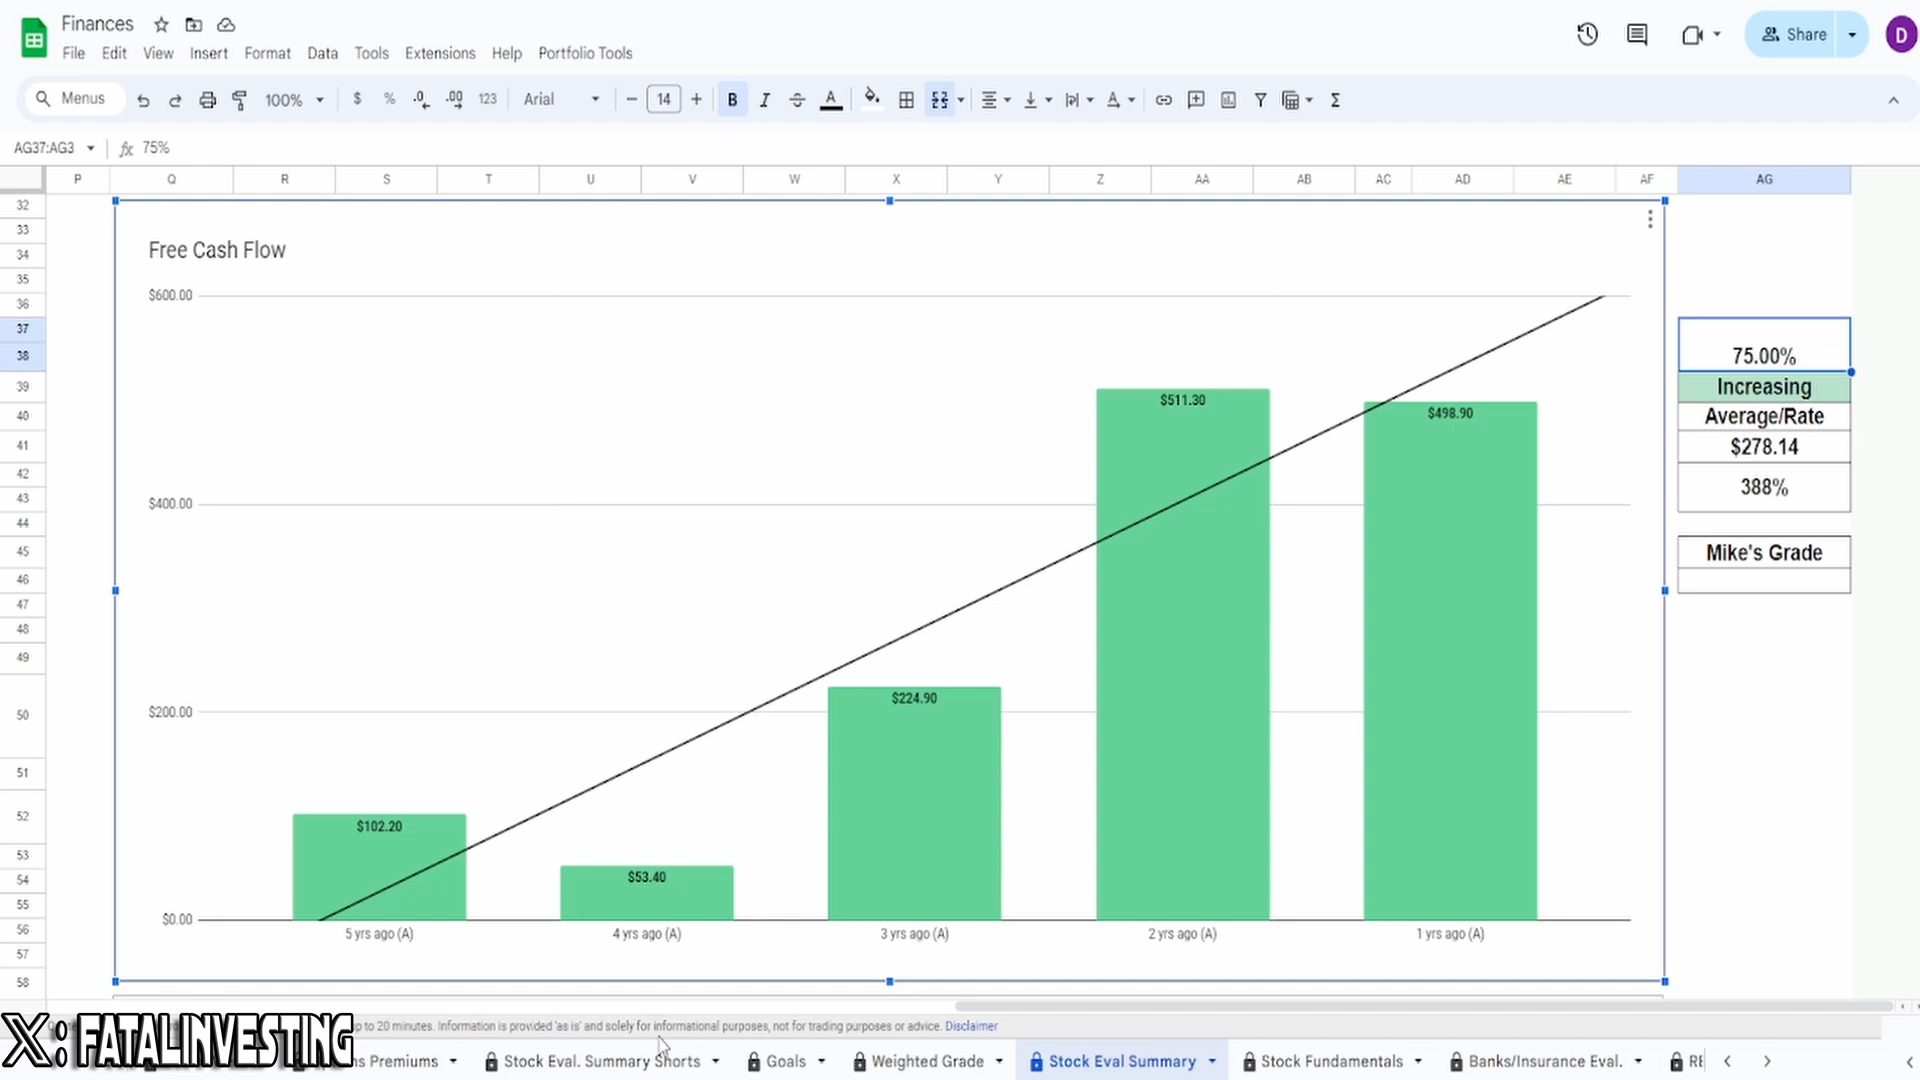 Finances
File Edit View Insert Format Data Tools Extensions Help Portfolio Tools
Share
D
Menus 100% $ % .0 .00 123 Arial 14 B I A Σ
AG37:AG3 fx 75%
P Q R S T U V W X Y Z AA AB AC AD AE AF AG
32
33
34
35
36
37
38
39
40
41
42
43
44
45
46
47
48
49
50
51
52
53
54
55
56
57
58
Free Cash Flow
$600.00
$400.00
$200.00
$0.00
$102.20
$53.40
$224.90
$511.30
$498.90
5 yrs ago (A) 4 yrs ago (A) 3 yrs ago (A) 2 yrs ago (A) 1 yrs ago (A)
75.00%
Increasing
Average/Rate
$278.14
388%
Mike's Grade
X: FATALINVESTING
up to 20 minutes. Information is provided 'as is' and solely for informational purposes, not for trading purposes or advice. Disclaimer
Premiums Stock Eval. Summary Shorts Goals Weighted Grade Stock Eval Summary Stock Fundamentals Banks/Insurance Eval.